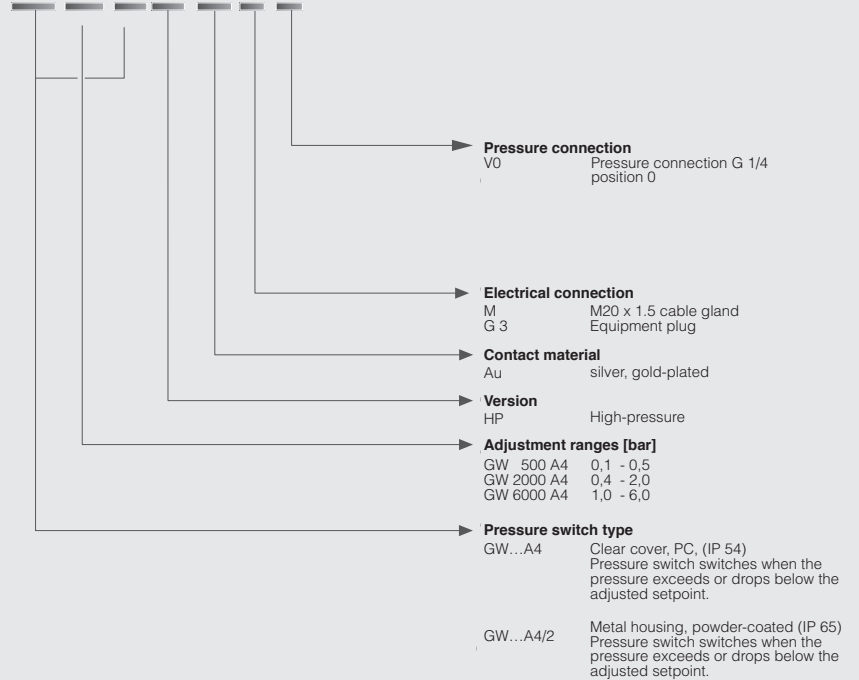 Pressure connection
V0 Pressure connection G 1/4
position 0
Electrical connection
M M20 x 1.5 cable gland
G 3 Equipment plug
Contact material
Au silver, gold-plated
Version
HP High-pressure
Adjustment ranges [bar]
GW 500 A4 0,1 - 0,5
GW 2000 A4 0,4 - 2,0
GW 6000 A4 1,0 - 6,0
Pressure switch type
GW…A4 Clear cover, PC, (IP 54)
Pressure switch switches when the
pressure exceeds or drops below the
adjusted setpoint.
GW…A4/2 Metal housing, powder-coated (IP 65)
Pressure switch switches when the
pressure exceeds or drops below the
adjusted setpoint.